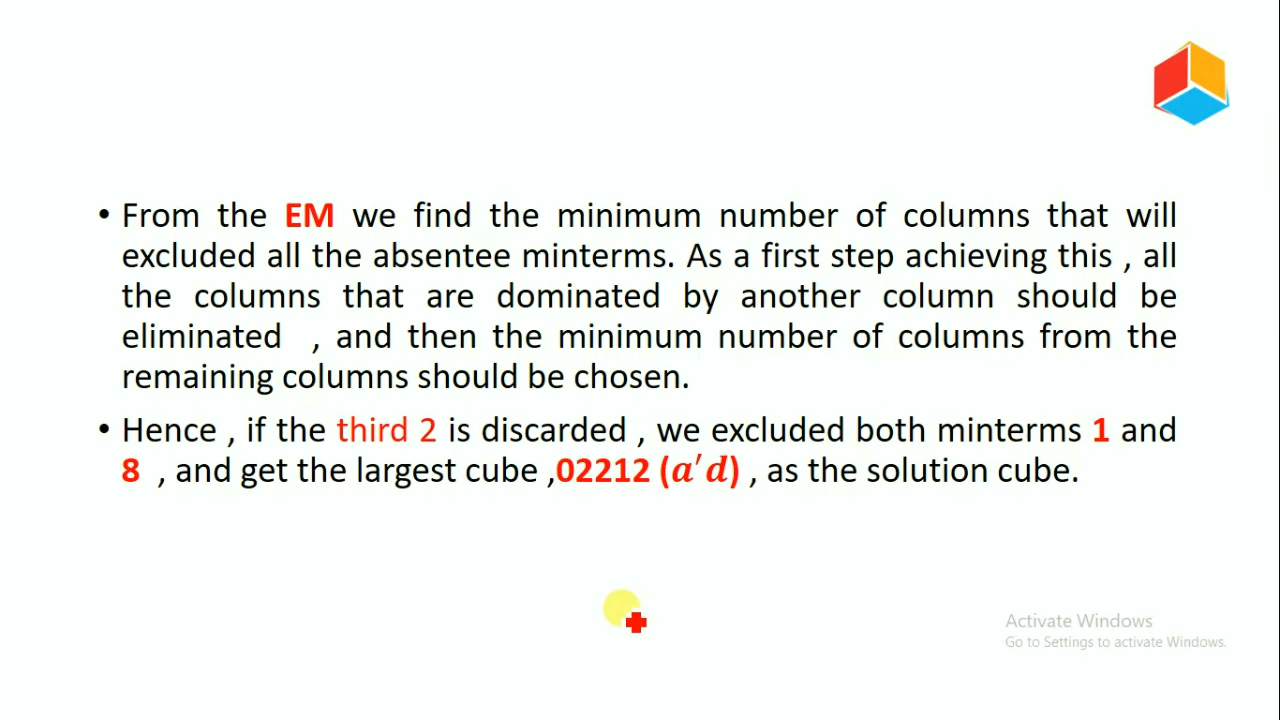 • From the EM we find the minimum number of columns that will
excluded all the absentee minterms. As a first step achieving this , all
the columns that are dominated by another column should be
eliminated , and then the minimum number of columns from the
remaining columns should be chosen.
• Hence , if the third 2 is discarded , we excluded both minterms 1 and
8 , and get the largest cube ,02212 (a′d) , as the solution cube.
Activate Windows
Go to Settings to activate Windows.